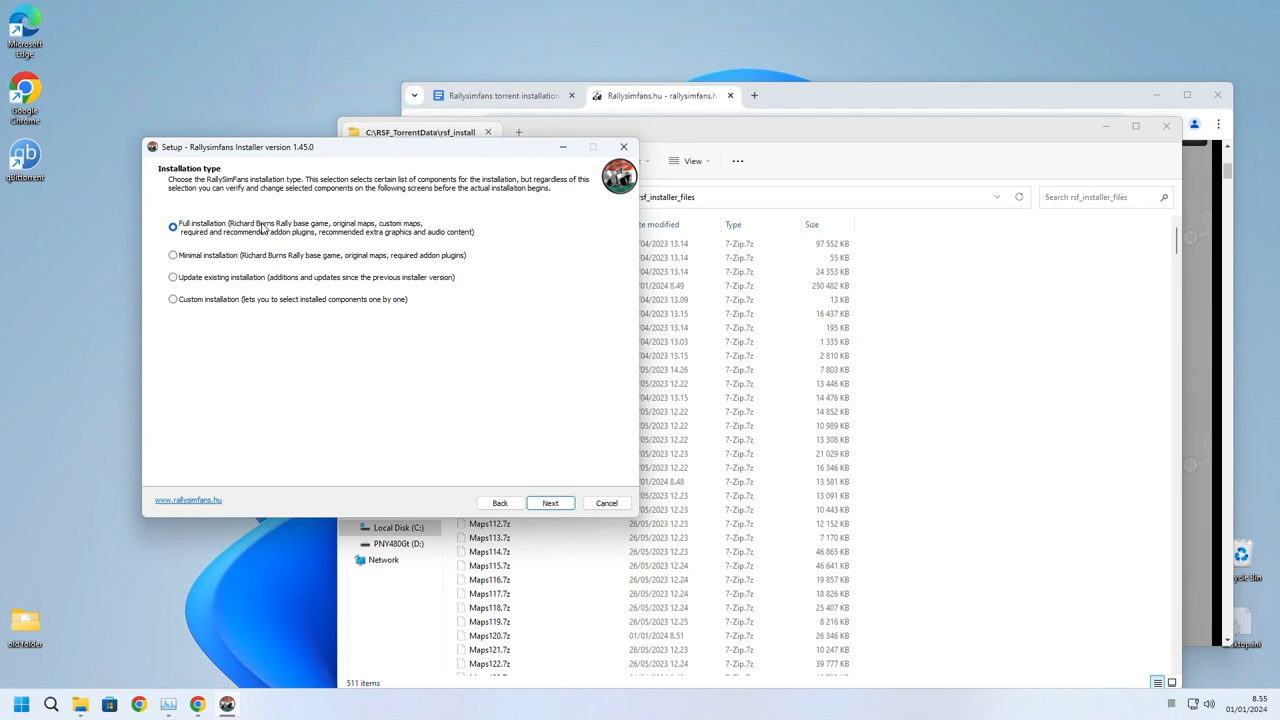 Microsoft
Edge
Google
Chrome
qBittorrent
old folder
Rallysimfans torrent installation
Rallysimfans.hu - rallysimfans.h
C:\RSF_TorrentData\rsf_install
View
rsf_installer_files
Search rsf_installer_files
Setup - Rallysimfans Installer version 1.45.0
Installation type
Choose the RallySimFans installation type. This selection selects certain list of components for the installation, but regardless of this
selection you can verify and change selected components on the following screens before the actual installation begins.
Full installation (Richard Burns Rally base game, original maps, custom maps,
required and recommended addon plugins, recommended extra graphics and audio content)
Minimal installation (Richard Burns Rally base game, original maps, required addon plugins)
Update existing installation (additions and updates since the previous installer version)
Custom installation (lets you to select installed components one by one)
www.rallysimfans.hu
Back
Next
Cancel
e modified Type Size
/04/2023 13.14 7-Zip.7z 97 552 KB
/04/2023 13.14 7-Zip.7z 55 KB
/04/2023 13.14 7-Zip.7z 24 353 KB
/01/2024 8.49 7-Zip.7z 250 482 KB
/04/2023 13.09 7-Zip.7z 13 KB
/04/2023 13.15 7-Zip.7z 16 437 KB
/04/2023 13.14 7-Zip.7z 195 KB
/04/2023 13.03 7-Zip.7z 1 335 KB
/04/2023 13.15 7-Zip.7z 2 810 KB
/05/2023 14.26 7-Zip.7z 7 803 KB
/05/2023 12.22 7-Zip.7z 13 446 KB
/04/2023 13.15 7-Zip.7z 14 476 KB
/05/2023 12.22 7-Zip.7z 14 852 KB
/05/2023 12.22 7-Zip.7z 10 989 KB
/05/2023 12.22 7-Zip.7z 13 308 KB
/05/2023 12.23 7-Zip.7z 21 029 KB
/05/2023 12.22 7-Zip.7z 16 346 KB
/01/2024 8.48 7-Zip.7z 13 581 KB
/05/2023 12.23 7-Zip.7z 13 091 KB
/05/2023 12.23 7-Zip.7z 10 443 KB
Local Disk (C:)
PNY480Gt (D:)
Network
Maps112.7z 26/05/2023 12.23 7-Zip.7z 12 152 KB
Maps113.7z 26/05/2023 12.23 7-Zip.7z 7 170 KB
Maps114.7z 26/05/2023 12.23 7-Zip.7z 46 865 KB
Maps115.7z 26/05/2023 12.23 7-Zip.7z 46 641 KB
Maps116.7z 26/05/2023 12.24 7-Zip.7z 19 857 KB
Maps117.7z 26/05/2023 12.24 7-Zip.7z 18 826 KB
Maps118.7z 26/05/2023 12.24 7-Zip.7z 25 407 KB
Maps119.7z 26/05/2023 12.25 7-Zip.7z 8 216 KB
Maps120.7z 01/01/2024 8.51 7-Zip.7z 26 346 KB
Maps121.7z 26/05/2023 12.24 7-Zip.7z 10 247 KB
Maps122.7z 26/05/2023 12.24 7-Zip.7z 39 777 KB
511 items
cycle Bin
sktop.ini
8.55
01/01/2024